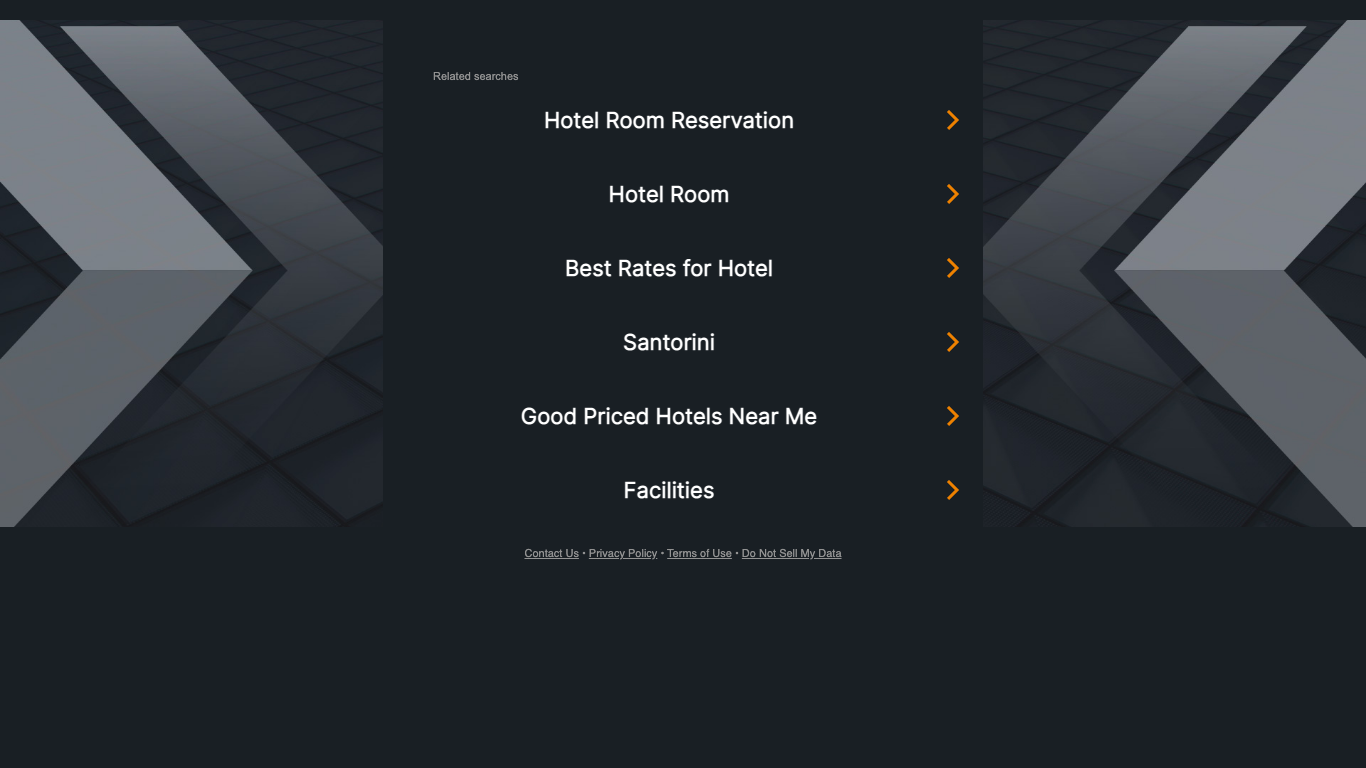 Related searches
Hotel Room Reservation
Hotel Room
Best Rates for Hotel
Santorini
Good Priced Hotels Near Me
Facilities
Contact Us • Privacy Policy • Terms of Use • Do Not Sell My Data